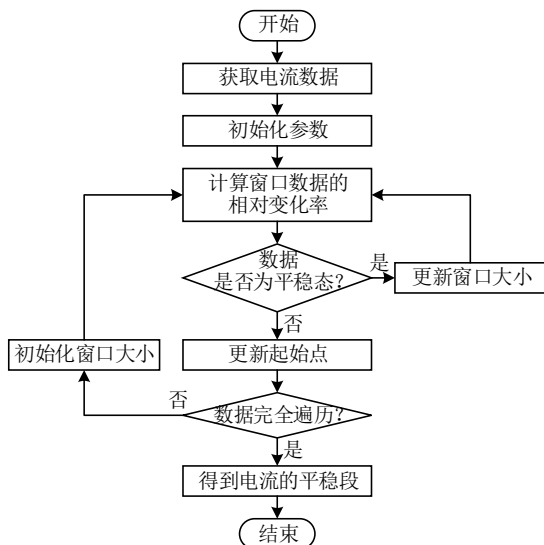 开始
获取电流数据
初始化参数
计算窗口数据的
相对变化率
数据
是否为平稳态?
是
更新窗口大小
否
初始化窗口大小
更新起始点
否
数据完全遍历?
是
得到电流的平稳段
结束